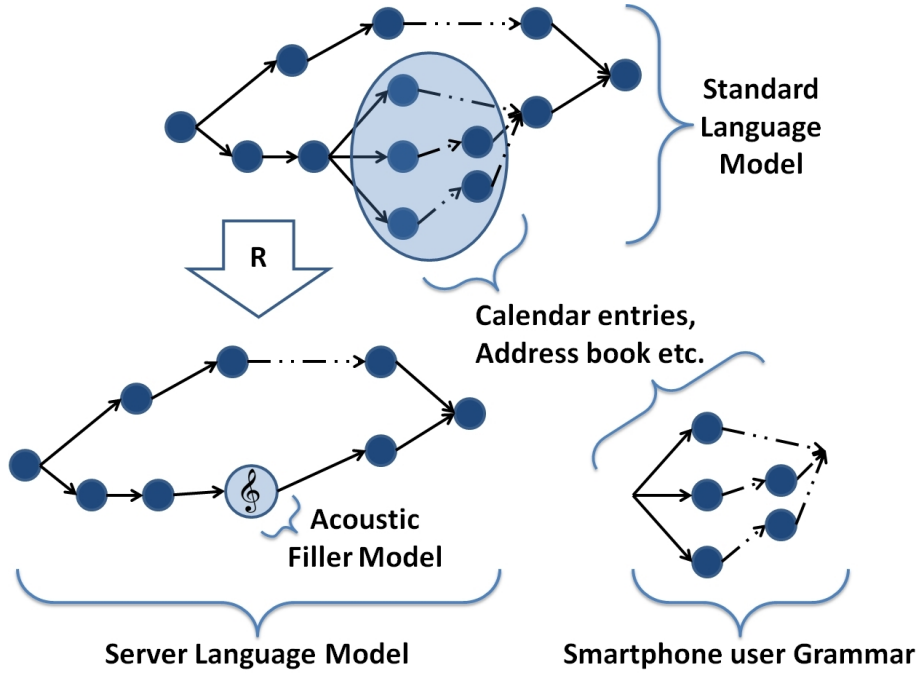 Standard
Language
Model
R
Calendar entries,
Address book etc.
Acoustic
Filler Model
Server Language Model
Smartphone user Grammar